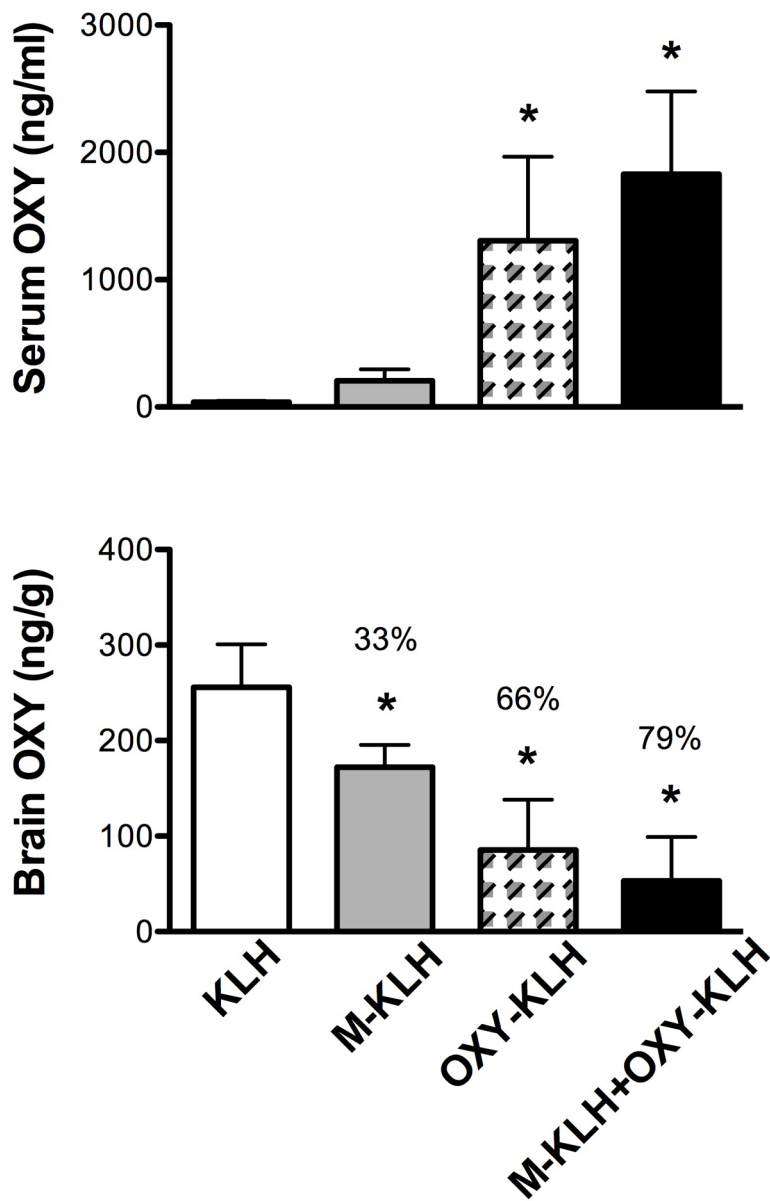 Serum OXY (ng/ml)
3000
2000
1000
0
*
*
Brain OXY (ng/g)
400
300
200
100
0
33%
*
66%
*
79%
*
KLH
M-KLH
OXY-KLH
M-KLH+OXY-KLH